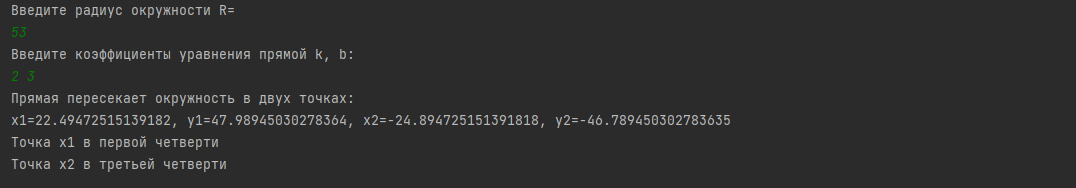 Введите радиус окружности R=
53
Введите коэффициенты уравнения прямой k, b:
2 3
Прямая пересекает окружность в двух точках:
x1=22.49472515139182, y1=47.98945030278364, x2=-24.894725151391818, y2=-46.789450302783635
Точка x1 в первой четверти
Точка x2 в третьей четверти